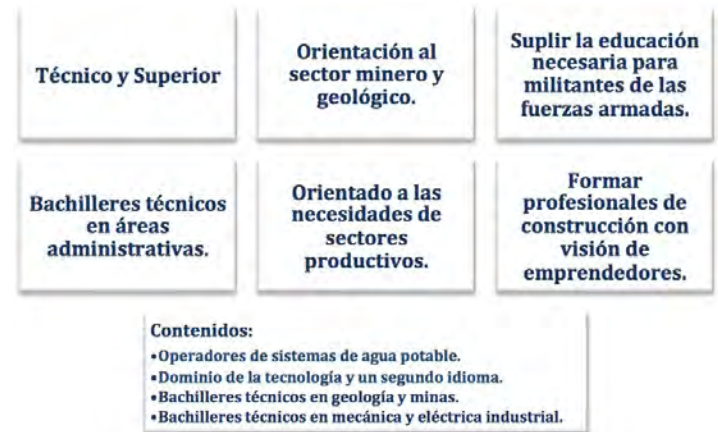 Técnico y Superior
Orientación al
sector minero y
geológico.
Suplir la educación
necesaria para
militantes de las
fuerzas armadas.
Bachilleres técnicos
en áreas
administrativas.
Orientado a las
necesidades de
sectores
productivos.
Formar
profesionales de
construcción con
visión de
emprendedores.
Contenidos:
•Operadores de sistemas de agua potable.
•Dominio de la tecnología y un segundo idioma.
•Bachilleres técnicos en geología y minas.
•Bachilleres técnicos en mecánica y eléctrica industrial.